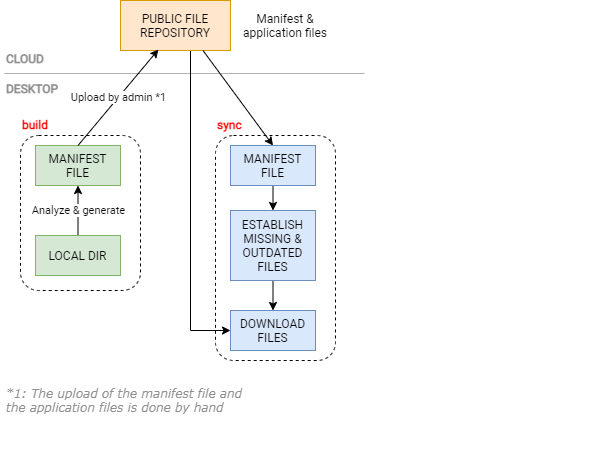 PUBLIC FILE
REPOSITORY
Manifest &
application files
CLOUD
DESKTOP
Upload by admin *1
build
sync
MANIFEST
FILE
MANIFEST
FILE
Analyze & generate
ESTABLISH
MISSING &
OUTDATED
FILES
LOCAL DIR
DOWNLOAD
FILES
*1: The upload of the manifest file and
the application files is done by hand